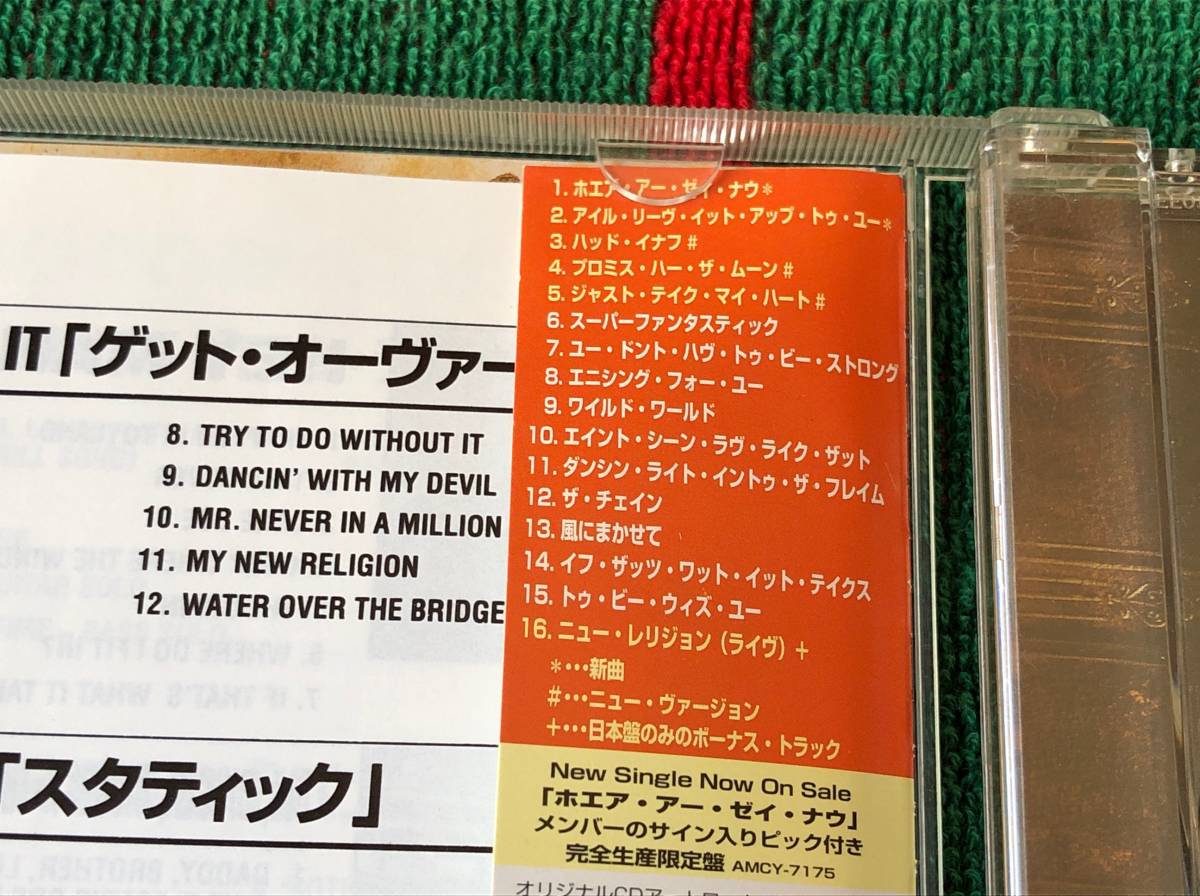 IT「ゲット・オーヴァー
8. TRY TO DO WITHOUT IT
9. DANCIN' WITH MY DEVIL
10. MR. NEVER IN A MILLION
11. MY NEW RELIGION
12. WATER OVER THE BRIDGE
「スタティック」
1. ホエア・アー・ゼイ・ナウ*
2. アイル・リーヴ・イット・アップ・トゥ・ユー*
3. ハッド・イナフ#
4. プロミス・ハー・ザ・ムーン#
5. ジャスト・テイク・マイ・ハート#
6. スーパーファンタスティック
7. ユー・ドント・ハヴ・トゥ・ビー・ストロング
8. エニシング・フォー・ユー
9. ワイルド・ワールド
10. エイント・シーン・ラヴ・ライク・ザット
11. ダンシン・ライト・イントゥ・ザ・フレイム
12. ザ・チェイン
13. 風にまかせて
14. イフ・ザッツ・ワット・イット・テイクス
15. トゥ・ビー・ウィズ・ユー
16. ニュー・レリジョン（ライヴ）+
*…新曲
#…ニュー・ヴァージョン
+…日本盤のみのボーナス・トラック
New Single Now On Sale
「ホエア・アー・ゼイ・ナウ」
メンバーのサイン入りピック付き
完全生産限定盤 AMCY-7175
オリジナルCDアートワ